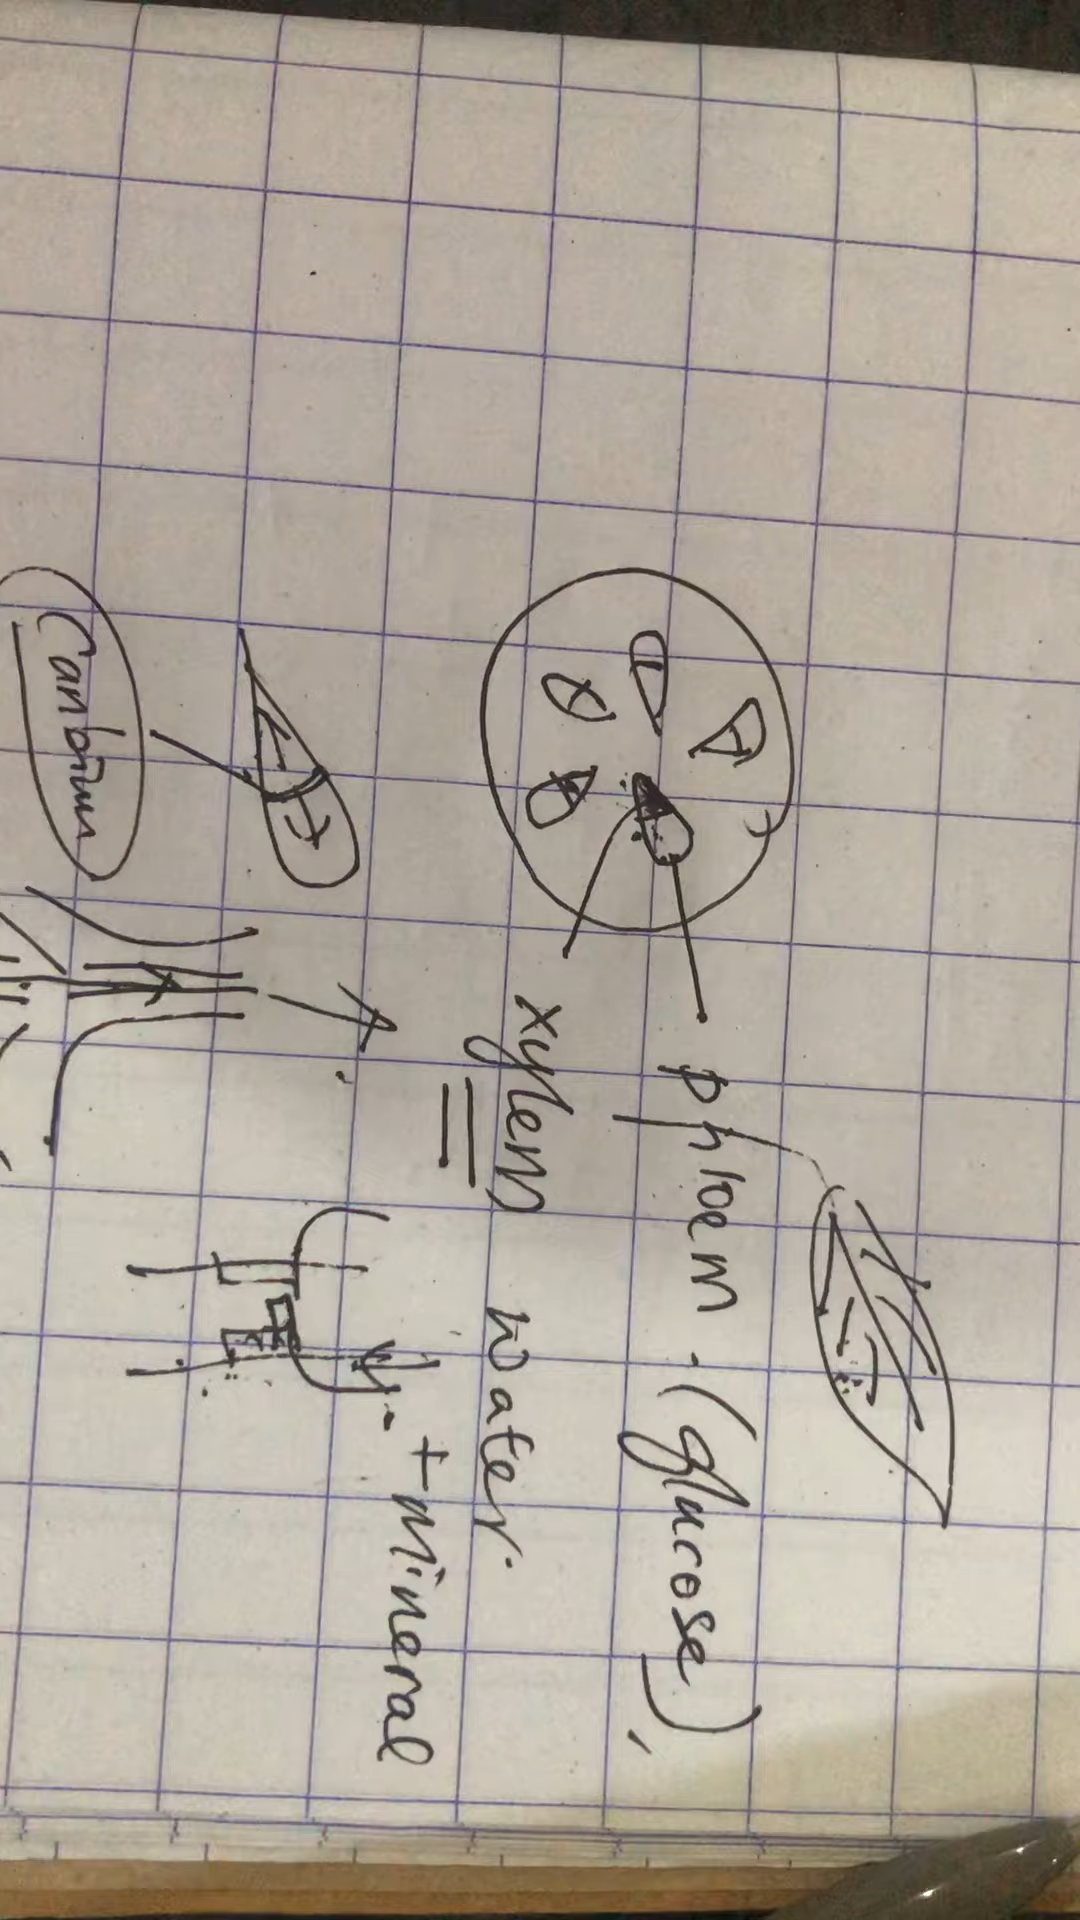 phloem . (glucose),
xylem water.
+ mineral
Cambium